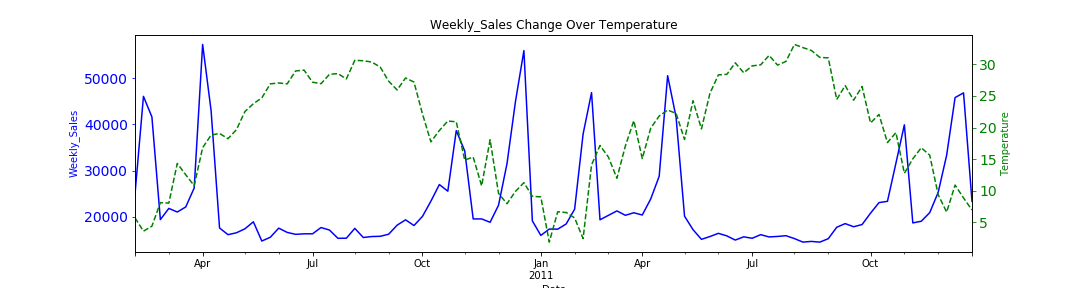 Weekly_Sales Change Over Temperature
Weekly_Sales
50000
40000
30000
20000
Temperature
30
25
20
15
10
5
Apr Jul Oct Jan Apr Jul Oct
2011
Date